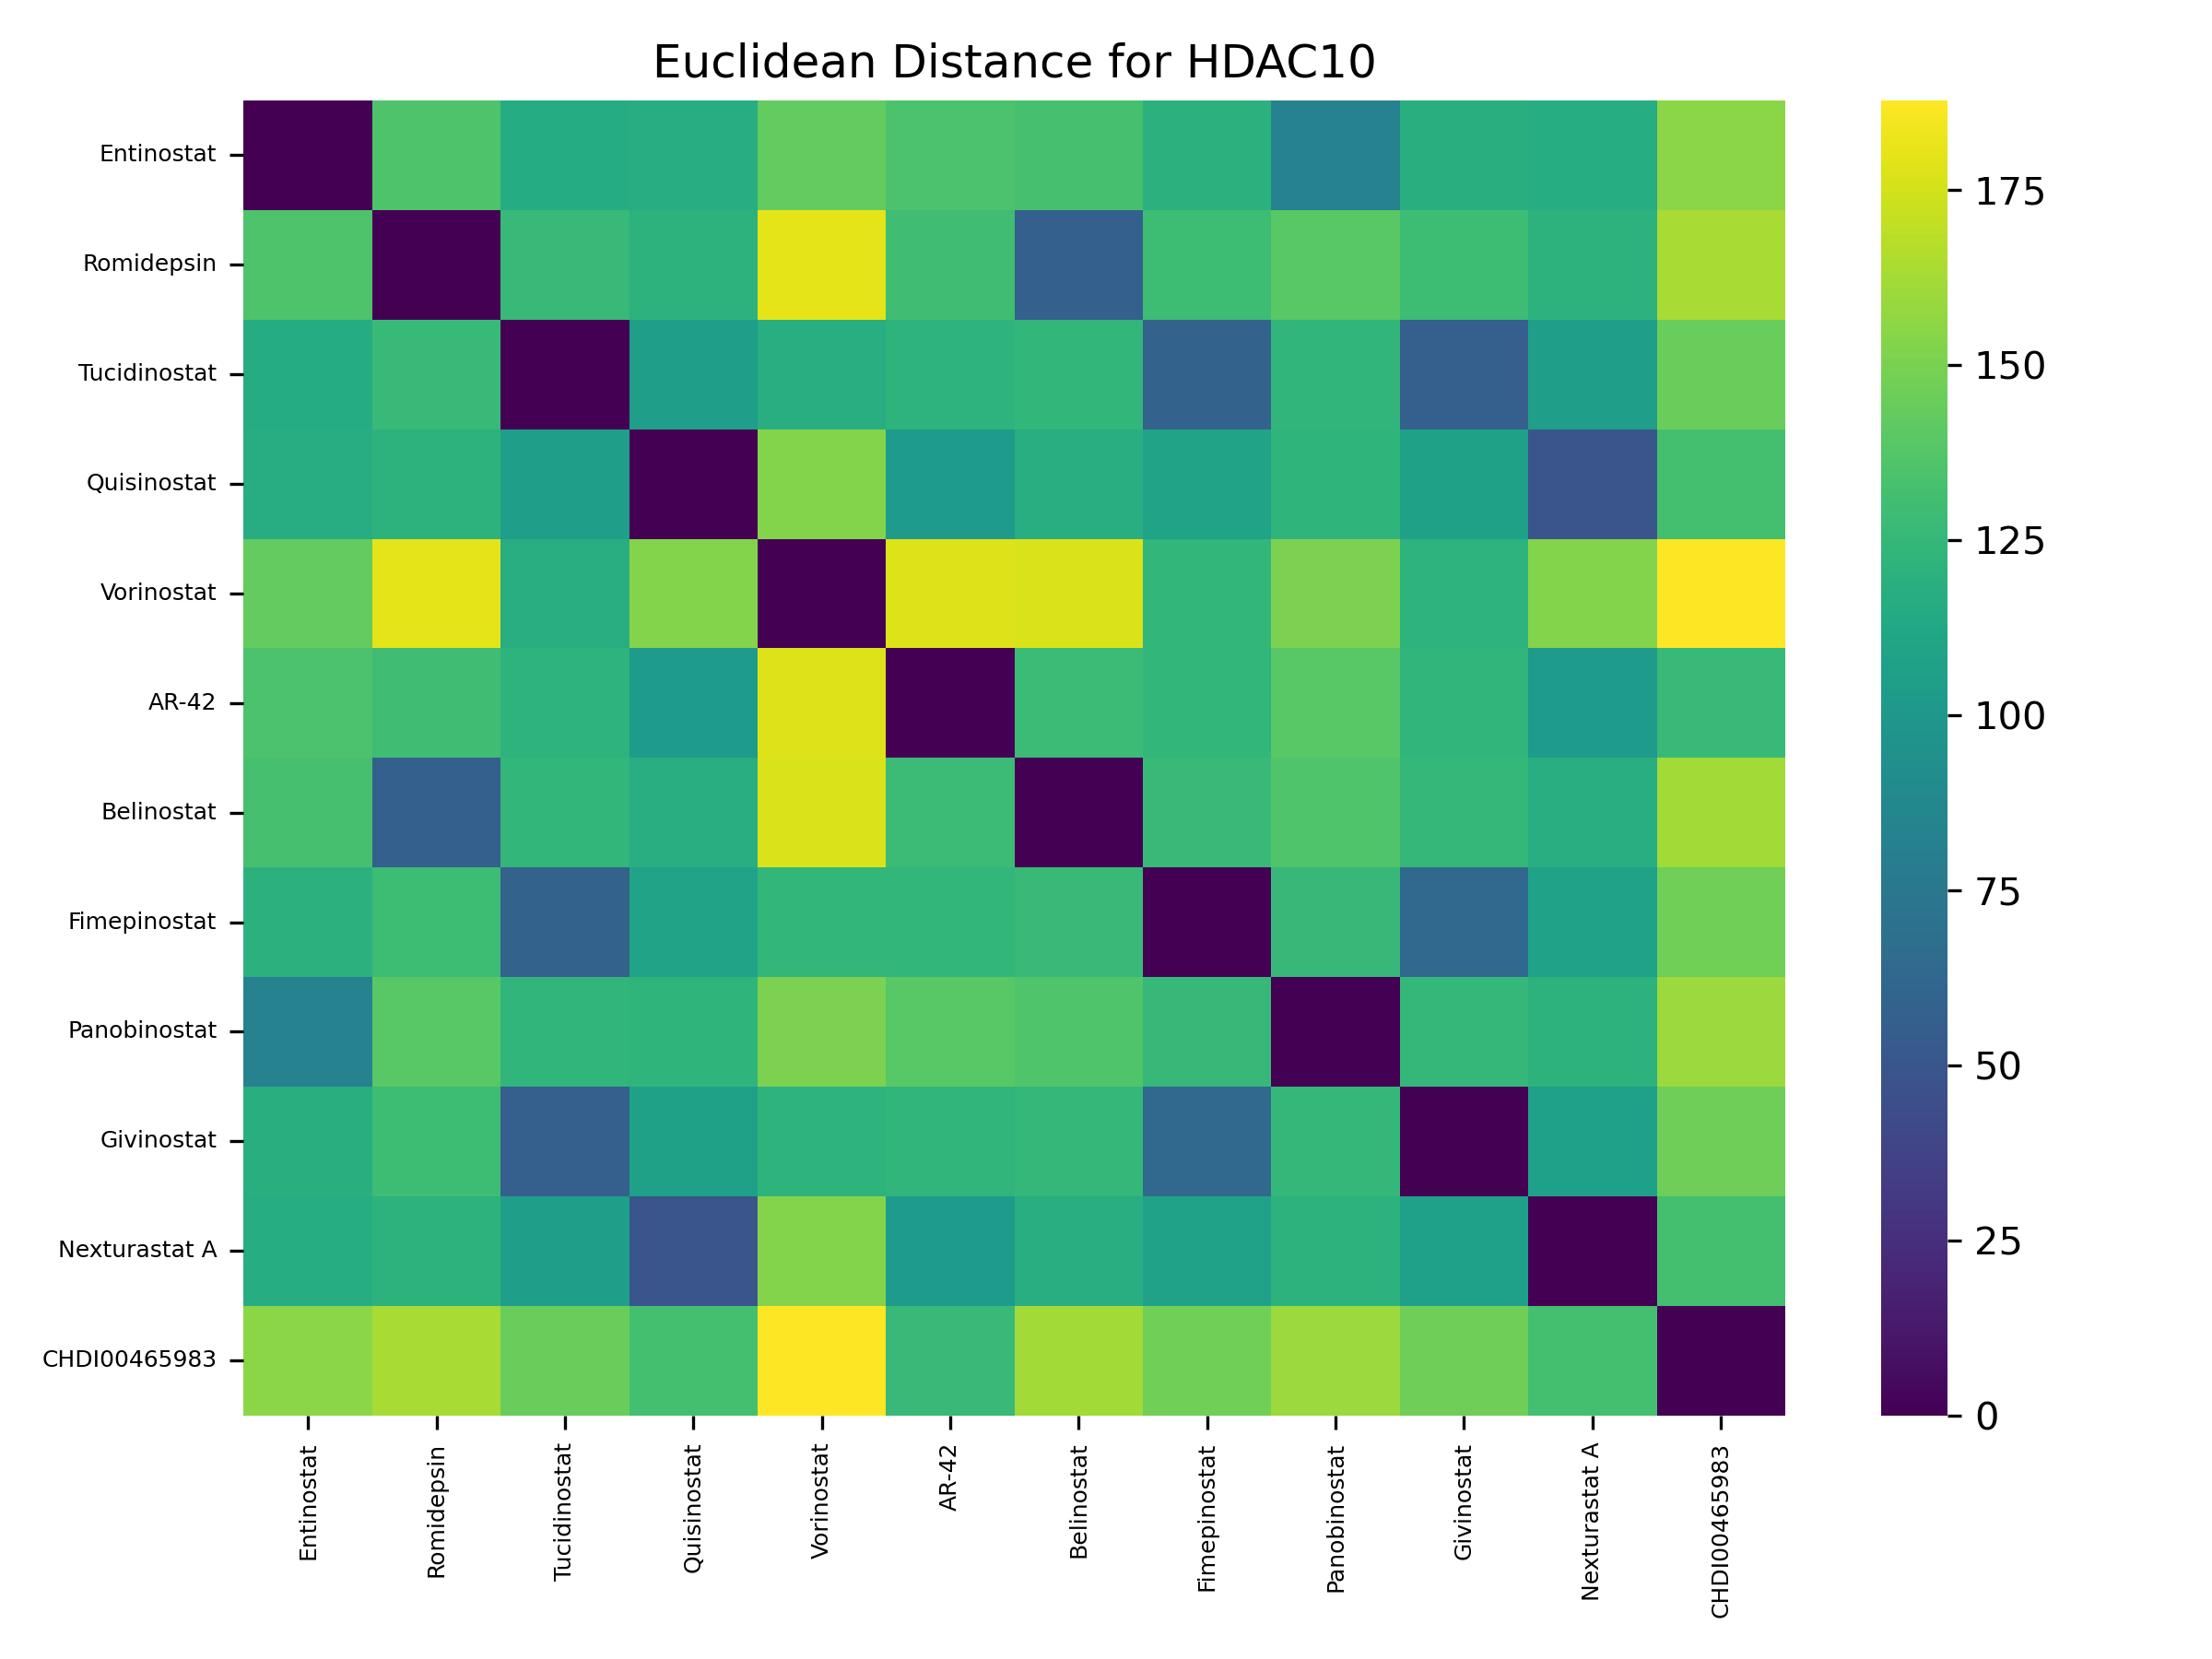 Euclidean Distance for HDAC10
Entinostat
Romidepsin
Tucidinostat
Quisinostat
Vorinostat
AR-42
Belinostat
Fimepinostat
Panobinostat
Givinostat
Nexturastat A
CHDI00465983
Entinostat
Romidepsin
Tucidinostat
Quisinostat
Vorinostat
AR-42
Belinostat
Fimepinostat
Panobinostat
Givinostat
Nexturastat A
CHDI00465983
175
150
125
100
75
50
25
0